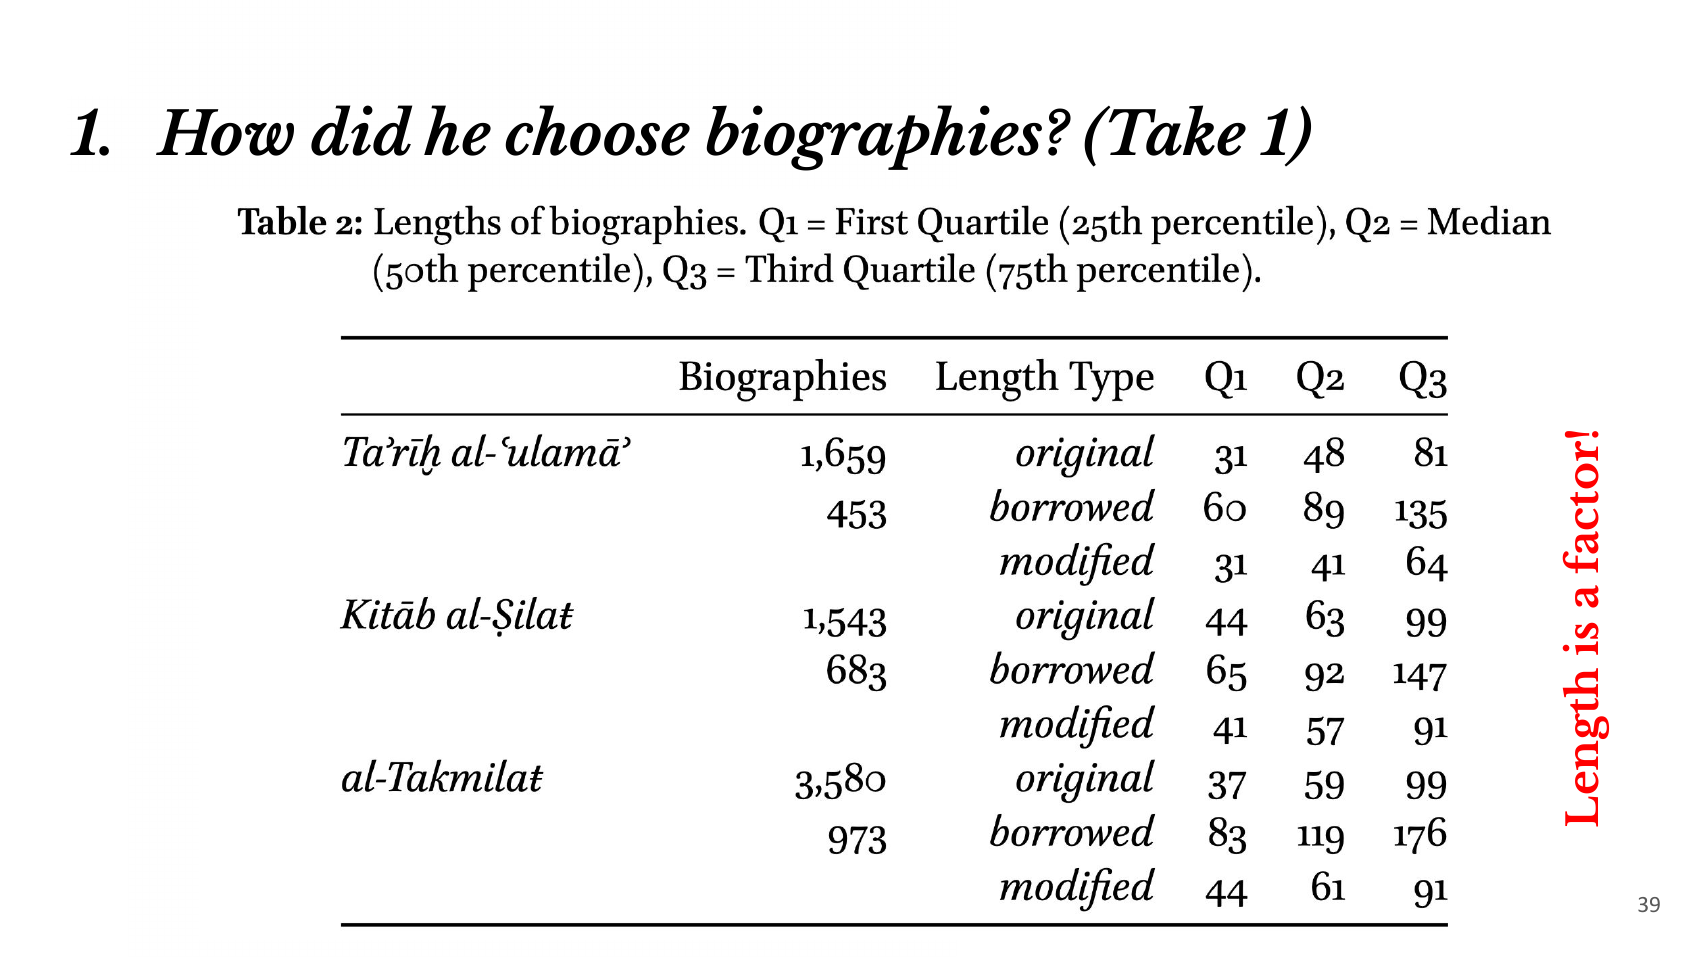 1. How did he choose biographies? (Take 1)
Table 2: Lengths of biographies. Q1 = First Quartile (25th percentile), Q2 = Median
(50th percentile), Q3 = Third Quartile (75th percentile).
Biographies Length Type Q1 Q2 Q3
Taʾrīḫ al-ʿulamāʾ 1,659 original 31 48 81
453 borrowed 60 89 135
modified 31 41 64
Kitāb al-Ṣilaŧ 1,543 original 44 63 99
683 borrowed 65 92 147
modified 41 57 91
al-Takmilaŧ 3,580 original 37 59 99
973 borrowed 83 119 176
modified 44 61 91
Length is a factor!
39